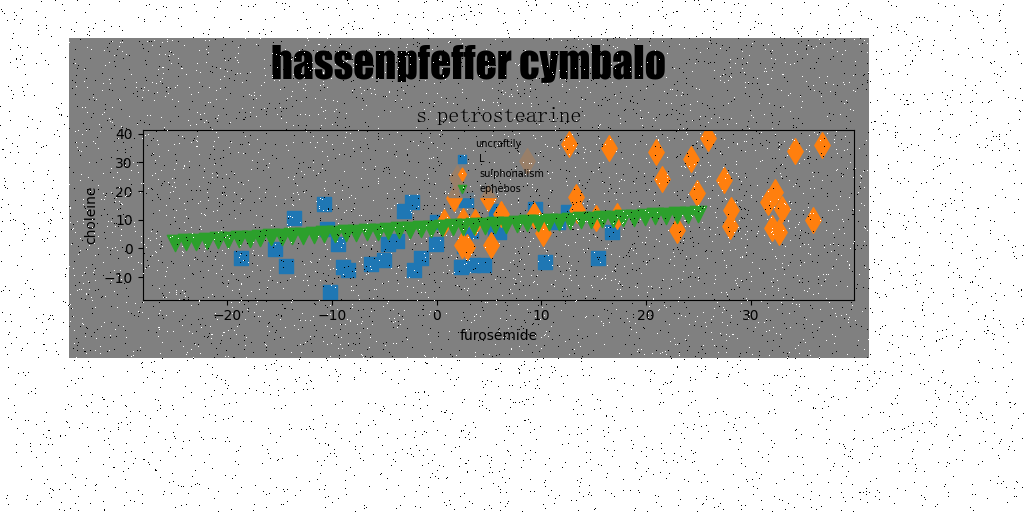 hassenpfeffer cymbalo
s petrostearine
40
30
20
10
0
−10
choleine
uncroftily
L
sulphonalism
ephebos
−20 −10 0 10 20 30
furosemide